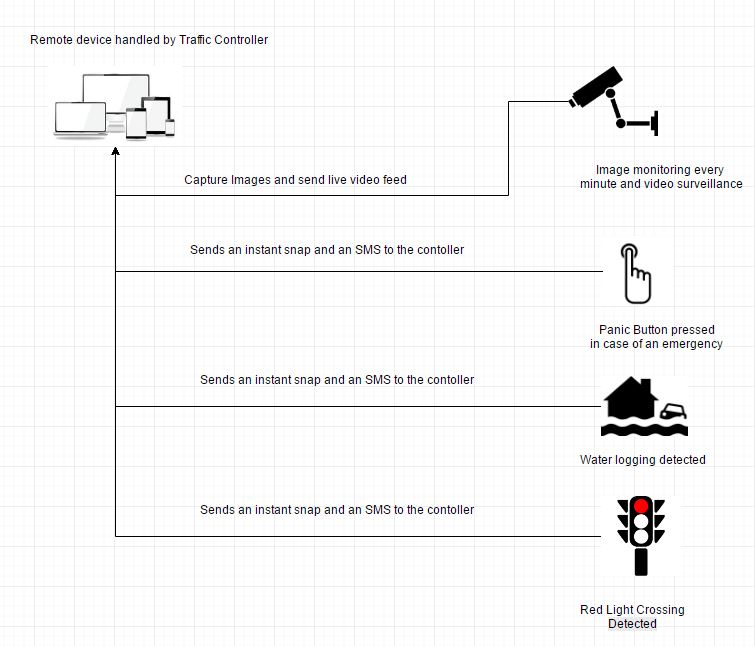 Remote device handled by Traffic Controller
Capture Images and send live video feed
Image monitoring every
minute and video surveillance
Sends an instant snap and an SMS to the contoller
Panic Button pressed
in case of an emergency
Sends an instant snap and an SMS to the contoller
Water logging detected
Sends an instant snap and an SMS to the contoller
Red Light Crossing
Detected